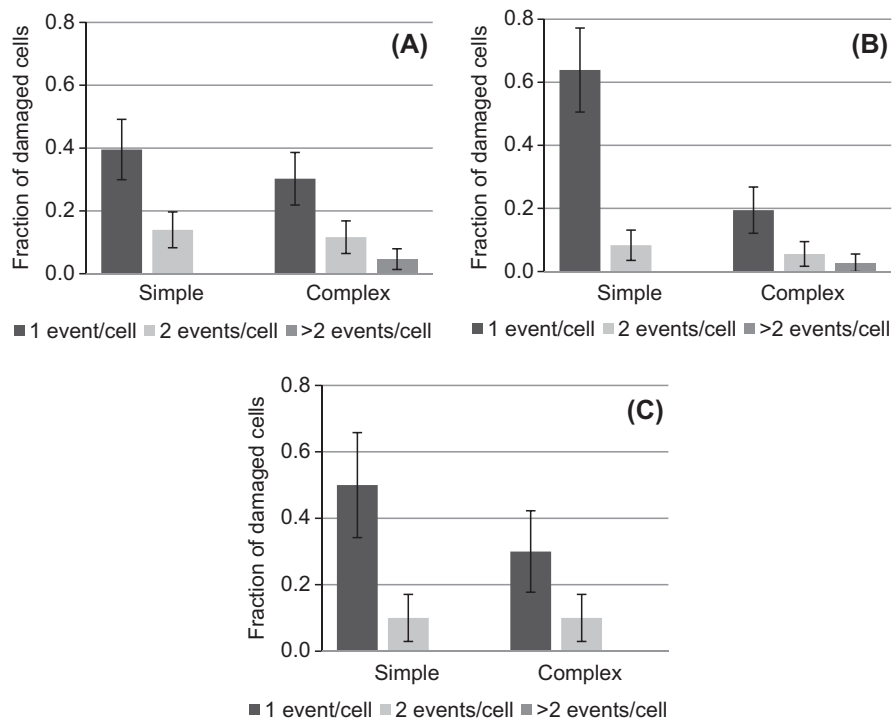 (A)
Fraction of damaged cells
0.8
0.6
0.4
0.2
0.0
Simple Complex
■ 1 event/cell ■ 2 events/cell ■ >2 events/cell
(B)
Fraction of damaged cells
0.8
0.6
0.4
0.2
0.0
Simple Complex
■ 1 event/cell ■ 2 events/cell ■ >2 events/cell
(C)
Fraction of damaged cells
0.8
0.6
0.4
0.2
0.0
Simple Complex
■ 1 event/cell ■ 2 events/cell ■ >2 events/cell